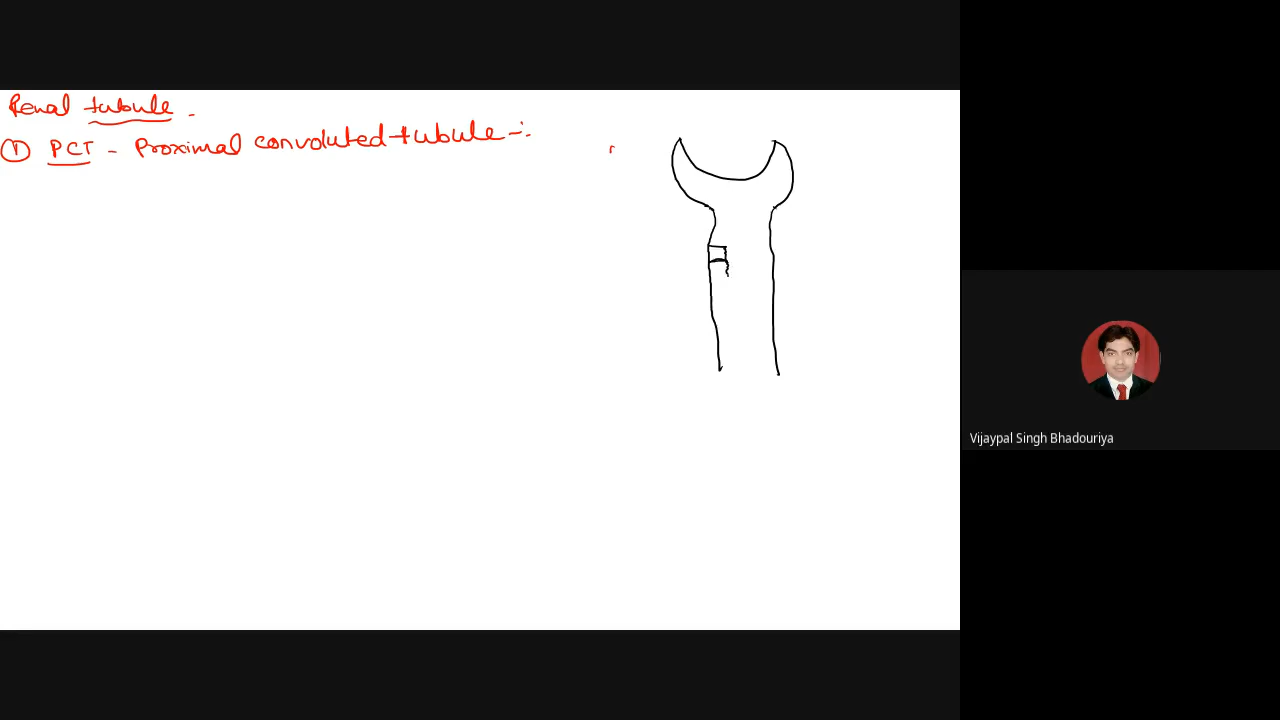 Renal tubule -
① PCT - Proximal convoluted tubule -:
Vijaypal Singh Bhadouriya